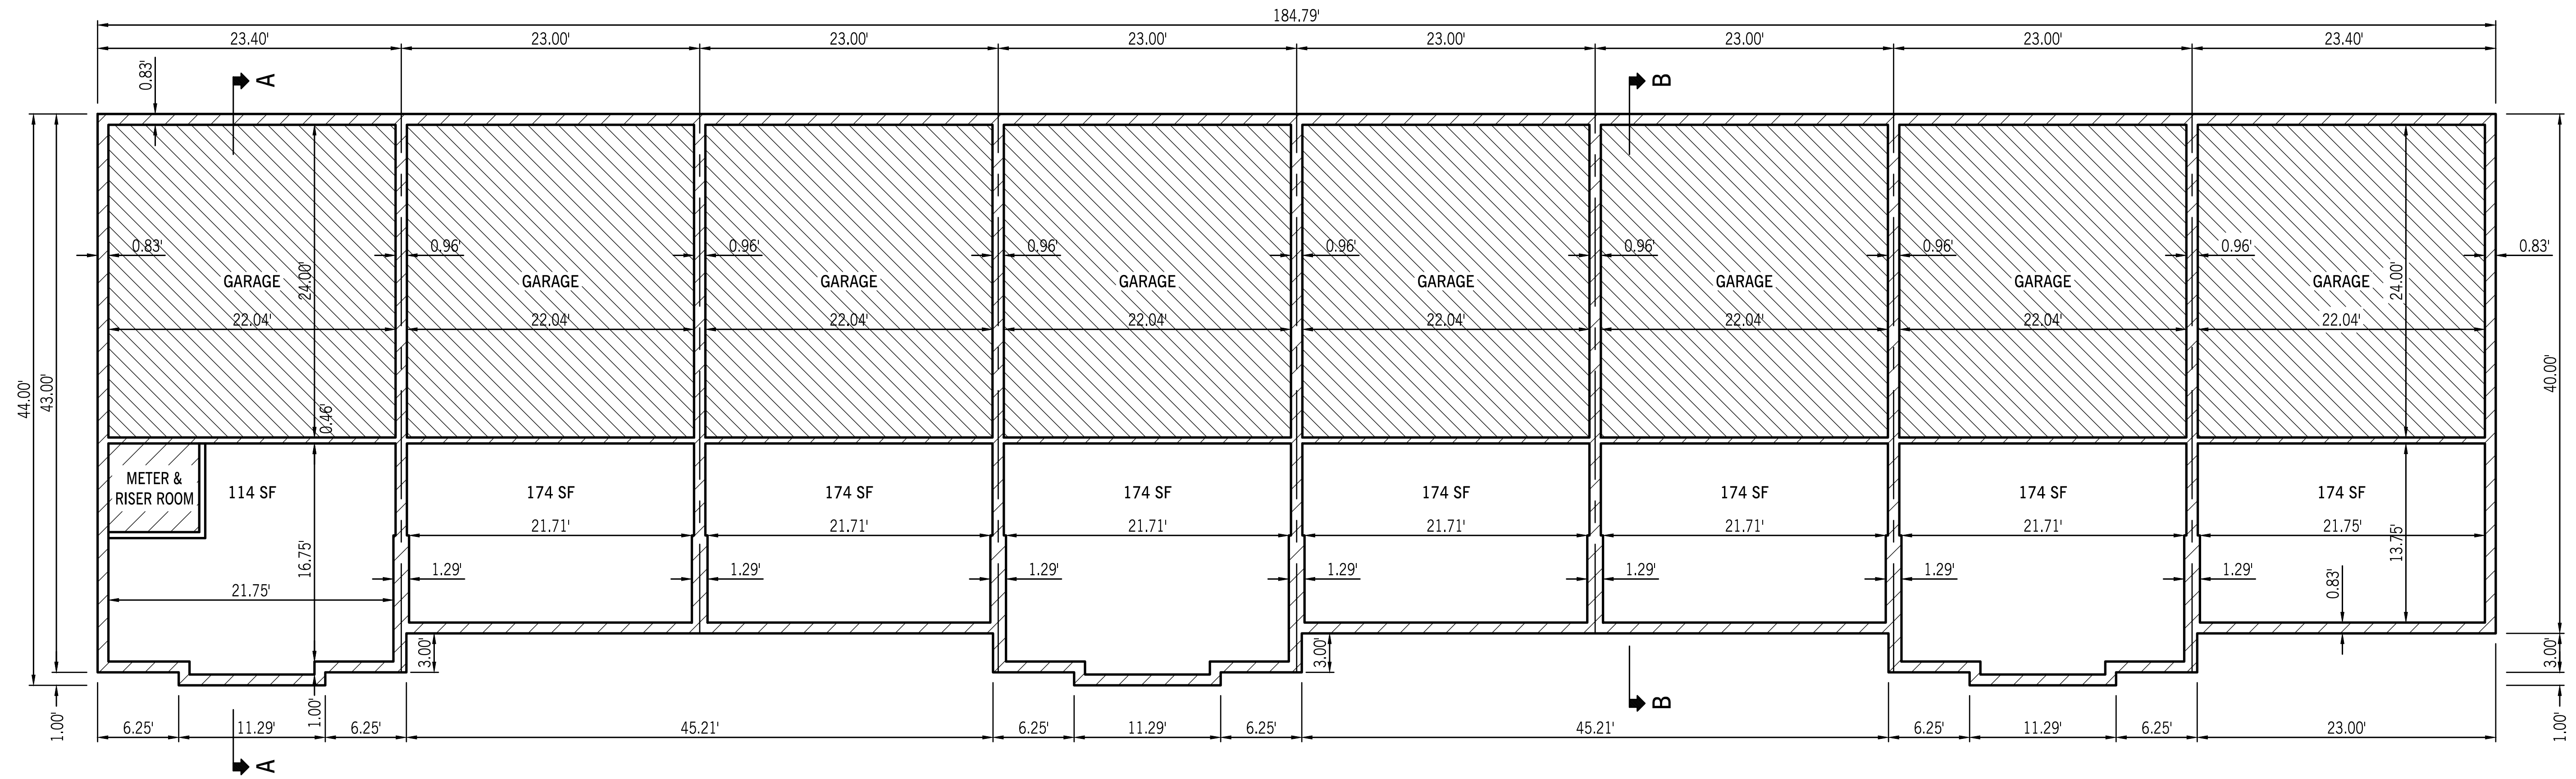 184.79'
23.40' 23.00' 23.00' 23.00' 23.00' 23.00' 23.00' 23.40'
0.83' A B
44.00' 43.00' 40.00'
0.83' 0.96' 0.96' 0.96' 0.96' 0.96' 0.96' 0.96' 0.83'
GARAGE 24.00' GARAGE GARAGE GARAGE GARAGE GARAGE GARAGE GARAGE 24.00'
22.04' 22.04' 22.04' 22.04' 22.04' 22.04' 22.04' 22.04'
0.46'
METER &
RISER ROOM 114 SF 174 SF 174 SF 174 SF 174 SF 174 SF 174 SF 174 SF
21.71' 21.71' 21.71' 21.71' 21.71' 21.71' 21.75'
16.75' 13.75'
1.29' 1.29' 1.29' 1.29' 1.29' 1.29' 1.29' 0.83'
21.75'
3.00' 3.00' 3.00'
1.00' 1.00' B 1.00'
6.25' 11.29' 6.25' 45.21' 6.25' 11.29' 6.25' 45.21' 6.25' 11.29' 6.25' 23.00'
A